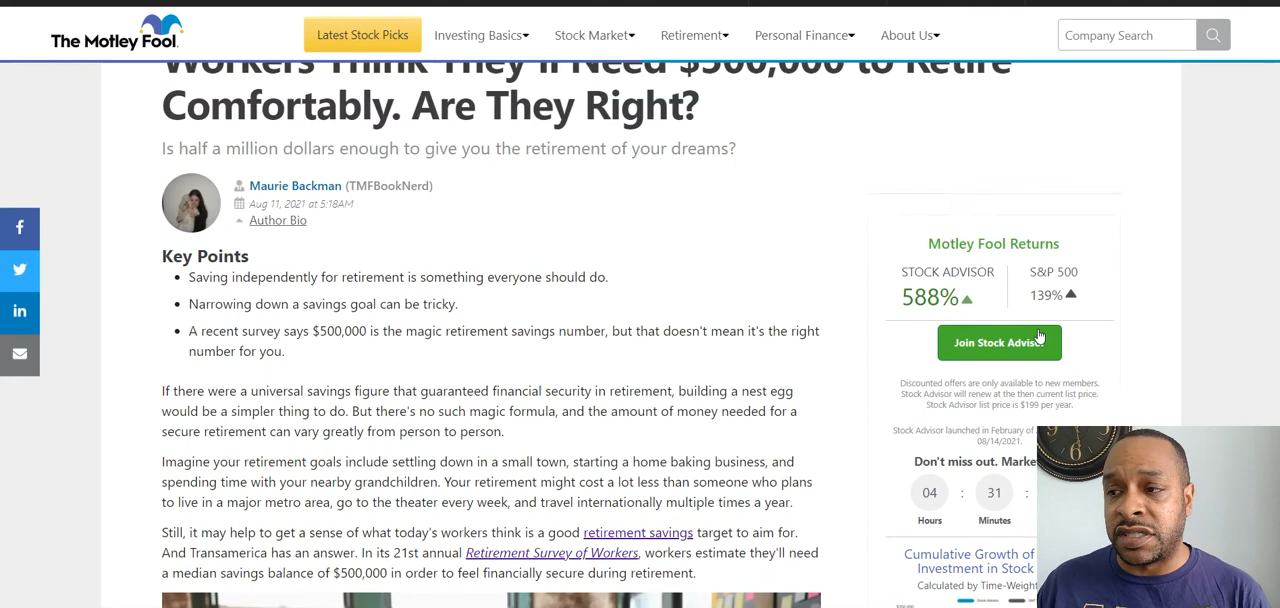 The Motley Fool.
Latest Stock Picks
Investing Basics
Stock Market
Retirement
Personal Finance
About Us
Company Search
Workers Think They'll Need $500,000 to Retire
Comfortably. Are They Right?
Is half a million dollars enough to give you the retirement of your dreams?
Maurie Backman (TMFBookNerd)
Aug 11, 2021 at 5:18AM
Author Bio
Key Points
Saving independently for retirement is something everyone should do.
Narrowing down a savings goal can be tricky.
A recent survey says $500,000 is the magic retirement savings number, but that doesn't mean it's the right
number for you.
If there were a universal savings figure that guaranteed financial security in retirement, building a nest egg
would be a simpler thing to do. But there's no such magic formula, and the amount of money needed for a
secure retirement can vary greatly from person to person.
Imagine your retirement goals include settling down in a small town, starting a home baking business, and
spending time with your nearby grandchildren. Your retirement might cost a lot less than someone who plans
to live in a major metro area, go to the theater every week, and travel internationally multiple times a year.
Still, it may help to get a sense of what today's workers think is a good retirement savings target to aim for.
And Transamerica has an answer. In its 21st annual Retirement Survey of Workers, workers estimate they'll need
a median savings balance of $500,000 in order to feel financially secure during retirement.
Motley Fool Returns
STOCK ADVISOR
S&P 500
588%
139%
Join Stock Advisor
Discounted offers are only available to new members.
Stock Advisor will renew at the then current list price.
Stock Advisor list price is $199 per year.
Stock Advisor launched in February of
08/14/2021.
Don't miss out. Marke
04 : 31 :
Hours Minutes
Cumulative Growth of
Investment in Stock
Calculated by Time-Weight